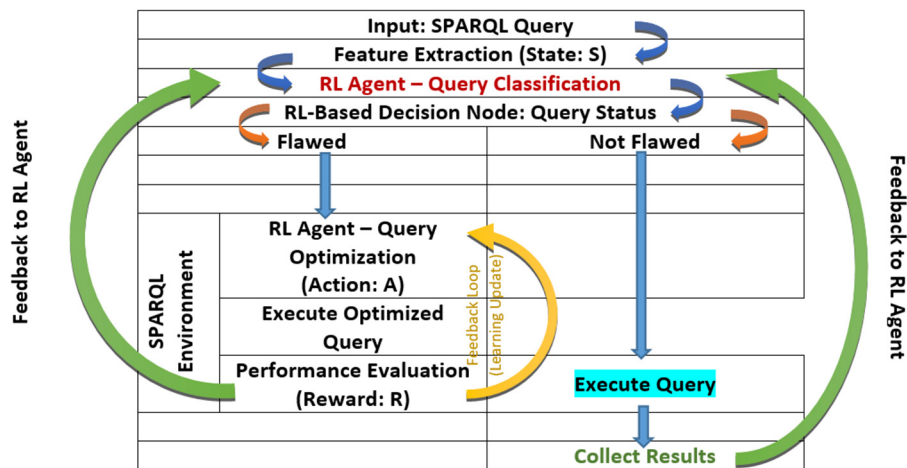 Input: SPARQL Query
Feature Extraction (State: S)
RL Agent – Query Classification
RL-Based Decision Node: Query Status
Flawed
Not Flawed
Feedback to RL Agent
SPARQL
Environment
RL Agent – Query
Optimization
(Action: A)
Execute Optimized
Query
Performance Evaluation
(Reward: R)
Feedback Loop
(Learning Update)
Execute Query
Collect Results
Feedback to RL Agent